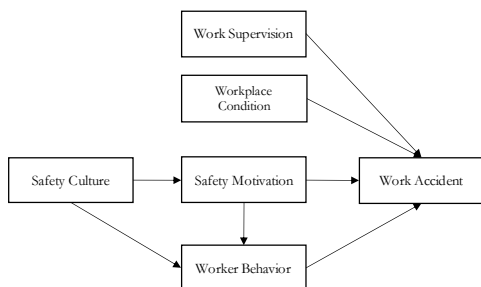 Work Supervision
Workplace
Condition
Safety Culture
Safety Motivation
Work Accident
Worker Behavior